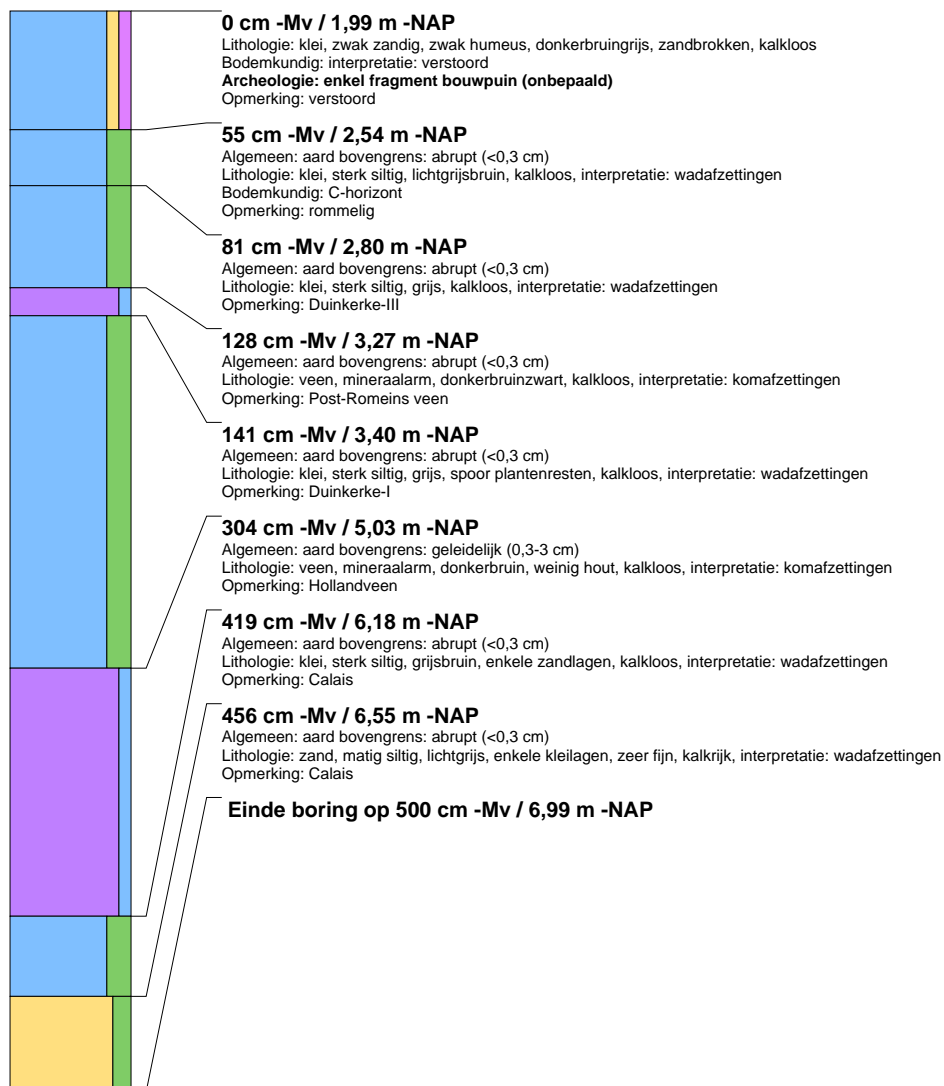 0 cm -Mv / 1,99 m -NAP
Lithologie: klei, zwak zandig, zwak humeus, donkerbruingrijs, zandbrokken, kalkloos
Bodemkundig: interpretatie: verstoord
Archeologie: enkel fragment bouwpuin (onbepaald)
Opmerking: verstoord
55 cm -Mv / 2,54 m -NAP
Algemeen: aard bovengrens: abrupt (<0,3 cm)
Lithologie: klei, sterk siltig, lichtgrijsbruin, kalkloos, interpretatie: wadafzettingen
Bodemkundig: C-horizont
Opmerking: rommelig
81 cm -Mv / 2,80 m -NAP
Algemeen: aard bovengrens: abrupt (<0,3 cm)
Lithologie: klei, sterk siltig, grijs, kalkloos, interpretatie: wadafzettingen
Opmerking: Duinkerke-III
128 cm -Mv / 3,27 m -NAP
Algemeen: aard bovengrens: abrupt (<0,3 cm)
Lithologie: veen, mineraalarm, donkerbruinzwart, kalkloos, interpretatie: komafzettingen
Opmerking: Post-Romeins veen
141 cm -Mv / 3,40 m -NAP
Algemeen: aard bovengrens: abrupt (<0,3 cm)
Lithologie: klei, sterk siltig, grijs, spoor plantenresten, kalkloos, interpretatie: wadafzettingen
Opmerking: Duinkerke-I
304 cm -Mv / 5,03 m -NAP
Algemeen: aard bovengrens: geleidelijk (0,3-3 cm)
Lithologie: veen, mineraalarm, donkerbruin, weinig hout, kalkloos, interpretatie: komafzettingen
Opmerking: Hollandveen
419 cm -Mv / 6,18 m -NAP
Algemeen: aard bovengrens: abrupt (<0,3 cm)
Lithologie: klei, sterk siltig, grijsbruin, enkele zandlagen, kalkloos, interpretatie: wadafzettingen
Opmerking: Calais
456 cm -Mv / 6,55 m -NAP
Algemeen: aard bovengrens: abrupt (<0,3 cm)
Lithologie: zand, matig siltig, lichtgrijs, enkele kleilagen, zeer fijn, kalkrijk, interpretatie: wadafzettingen
Opmerking: Calais
Einde boring op 500 cm -Mv / 6,99 m -NAP